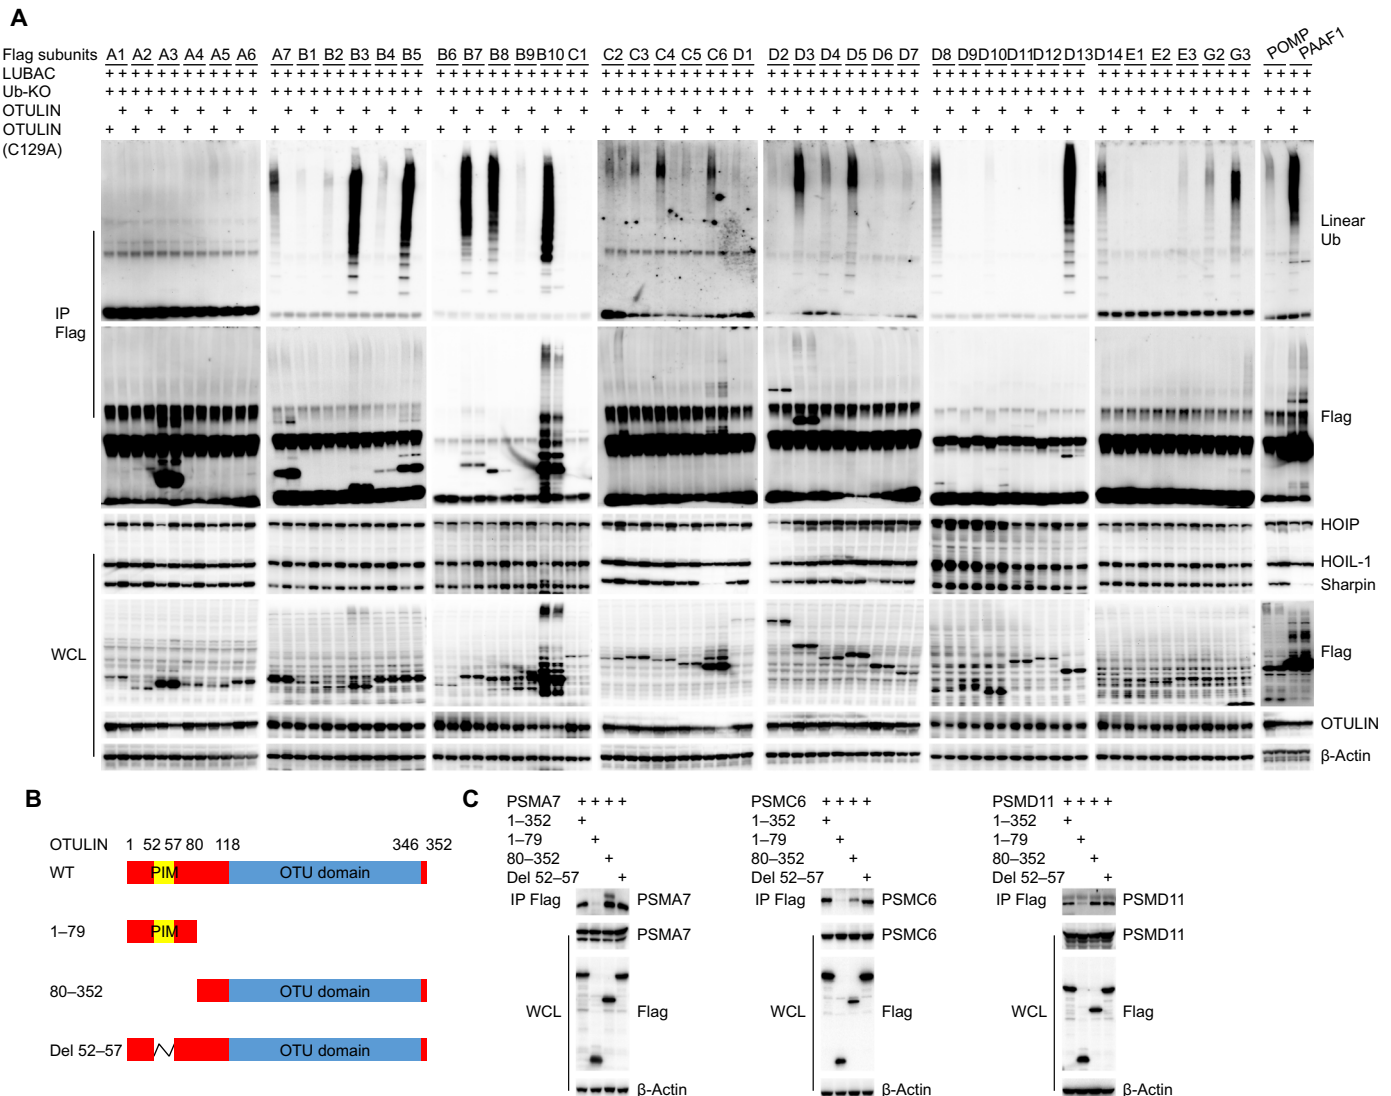 A
Flag subunits A1 A2 A3 A4 A5 A6 A7 B1 B2 B3 B4 B5 B6 B7 B8 B9 B10 C1 C2 C3 C4 C5 C6 D1 D2 D3 D4 D5 D6 D7 D8 D9 D10 D11 D12 D13 D14 E1 E2 E3 G2 G3 POMP PAAF1
LUBAC + + + + + + + + + + + + + + + + + + + + + + + + + + + + + + + + + + + + + + + + + + + + + + + + + + + + + + + + + + + + + + + + + + + + + + + + + + + + + + + + + + + + + + + +
Ub-KO + + + + + + + + + + + + + + + + + + + + + + + + + + + + + + + + + + + + + + + + + + + + + + + + + + + + + + + + + + + + + + + + + + + + + + + + + + + + + + + + + + + + + + + +
OTULIN + + + + + + + + + + + + + + + + + + + + + + + + + + + + + + + + + + + + + + + + + + + +
OTULIN + + + + + + + + + + + + + + + + + + + + + + + + + + + + + + + + + + + + + + + + + + + +
(C129A)
Linear
Ub
IP
Flag
Flag
HOIP
HOIL-1
Sharpin
WCL
Flag
OTULIN
β-Actin
B
OTULIN 1 52 57 80 118 346 352
WT PIM OTU domain
1–79 PIM
80–352 OTU domain
Del 52–57 OTU domain
C
PSMA7 + + + +
1–352 +
1–79 +
80–352 +
Del 52–57 +
IP Flag PSMA7
PSMA7
WCL Flag
β-Actin
PSMC6 + + + +
1–352 +
1–79 +
80–352 +
Del 52–57 +
IP Flag PSMC6
PSMC6
WCL Flag
β-Actin
PSMD11 + + + +
1–352 +
1–79 +
80–352 +
Del 52–57 +
IP Flag PSMD11
PSMD11
WCL Flag
β-Actin